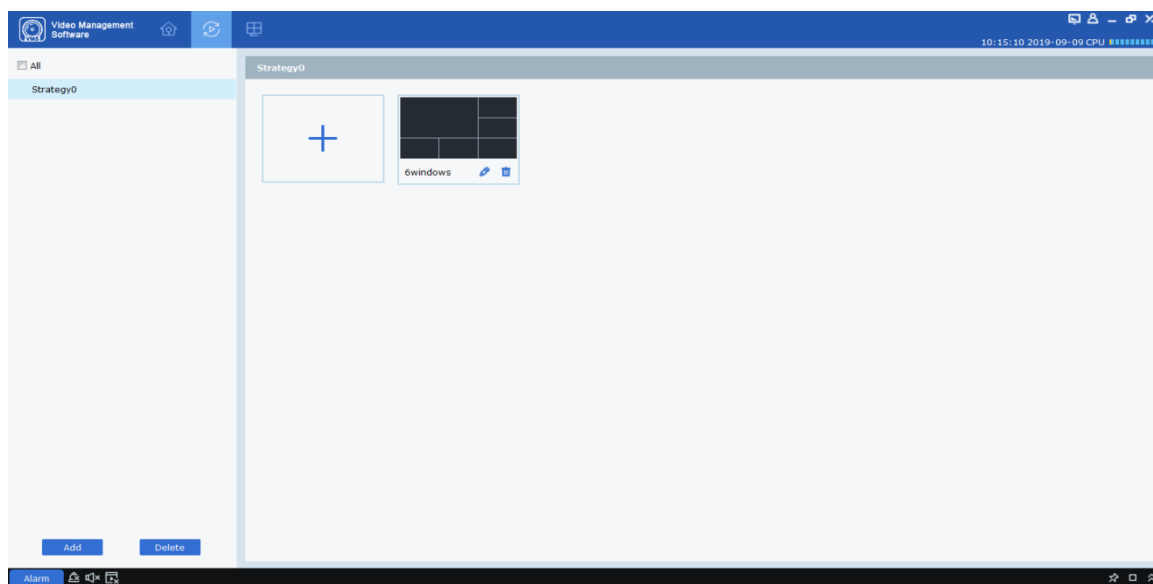 Video Management
Software
10:15:10 2019-09-09 CPU
All
Strategy0
Strategy0
6windows
Add
Delete
Alarm